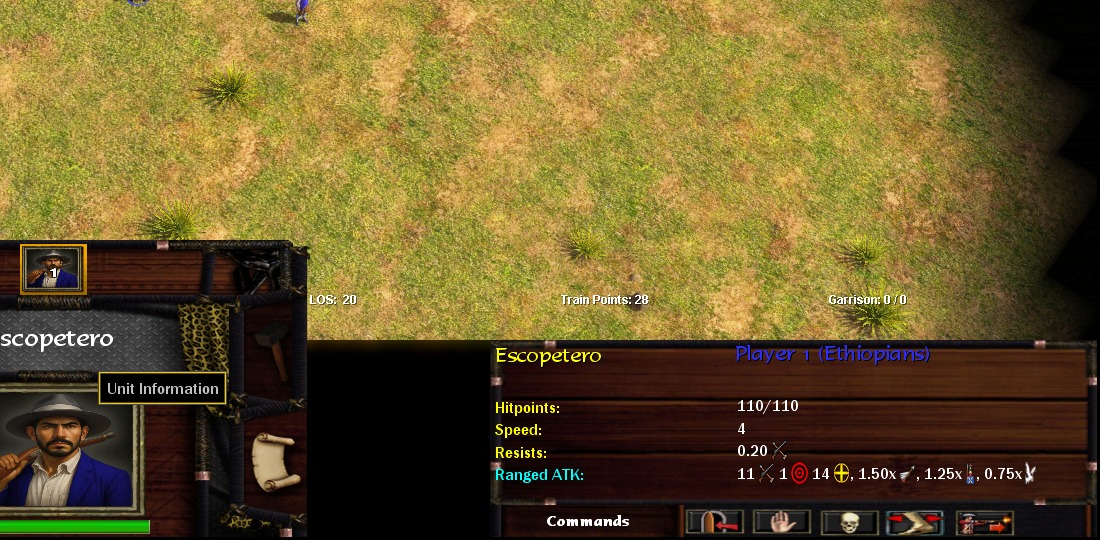 1
LOS: 20
Train Points: 28
Garrison: 0 / 0
scopetero
Unit Information
Escopetero
Player 1 (Ethiopians)
Hitpoints: 110/110
Speed: 4
Resists: 0.20
Ranged ATK: 11 1 14 , 1.50x , 1.25x , 0.75x
Commands